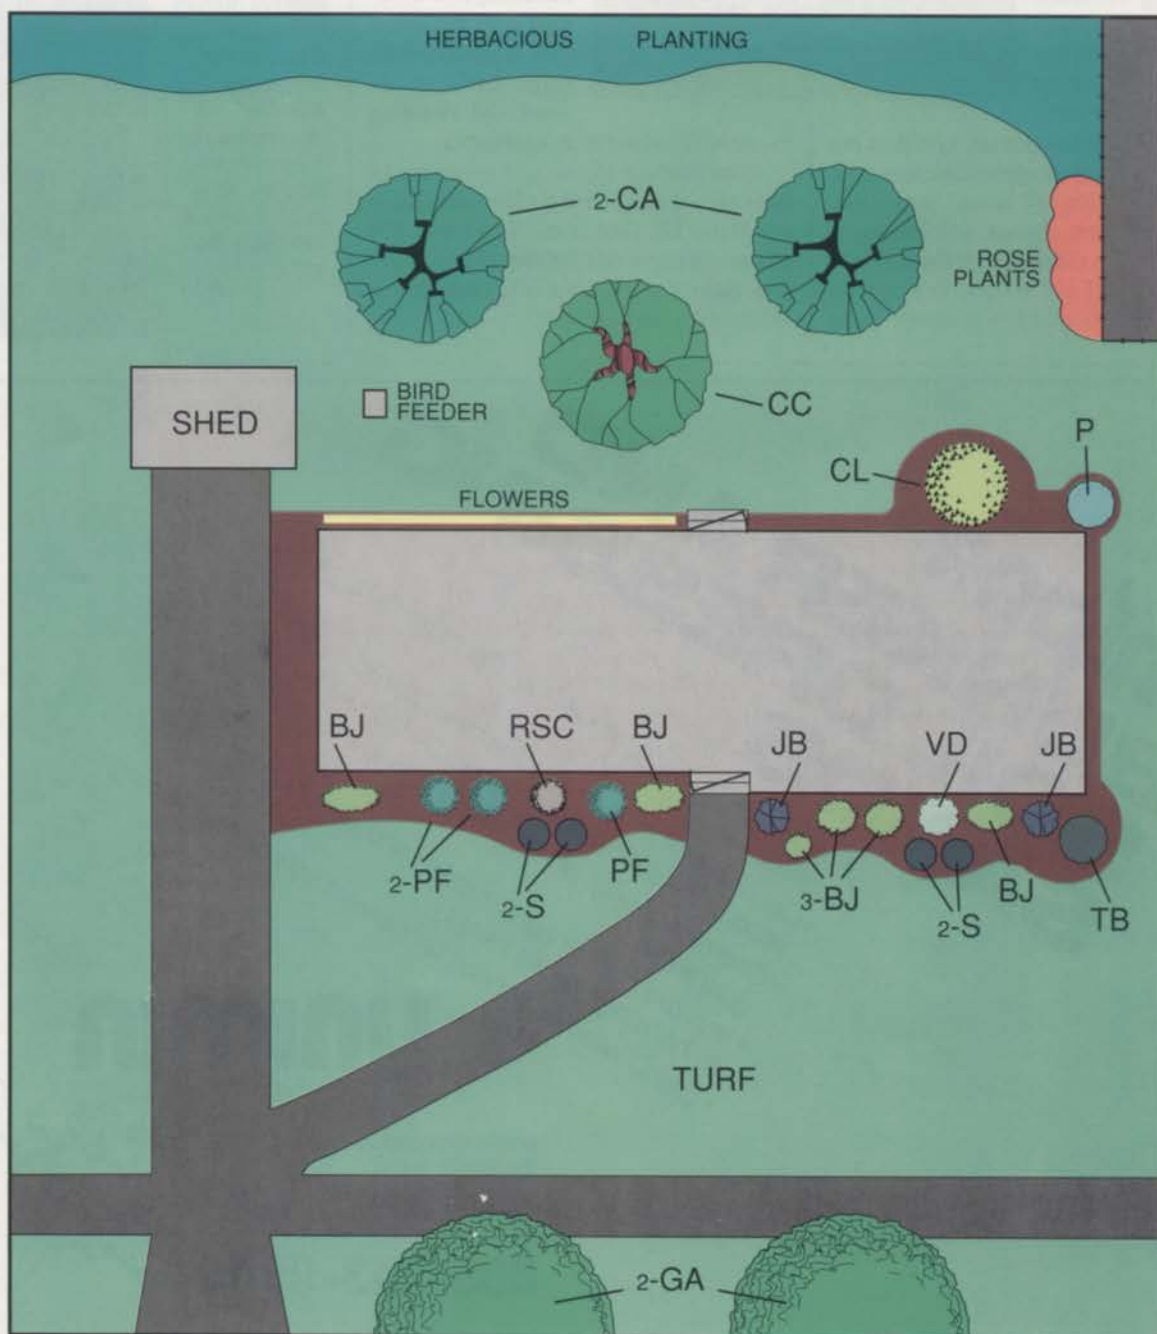 HERBACIOUS PLANTING
2-CA
ROSE
PLANTS
BIRD
FEEDER
CC
SHED
P
CL
FLOWERS
BJ
RSC
BJ
JB
VD
JB
2-PF
2-S
PF
3-BJ
2-S
BJ
TB
TURF
2-GA